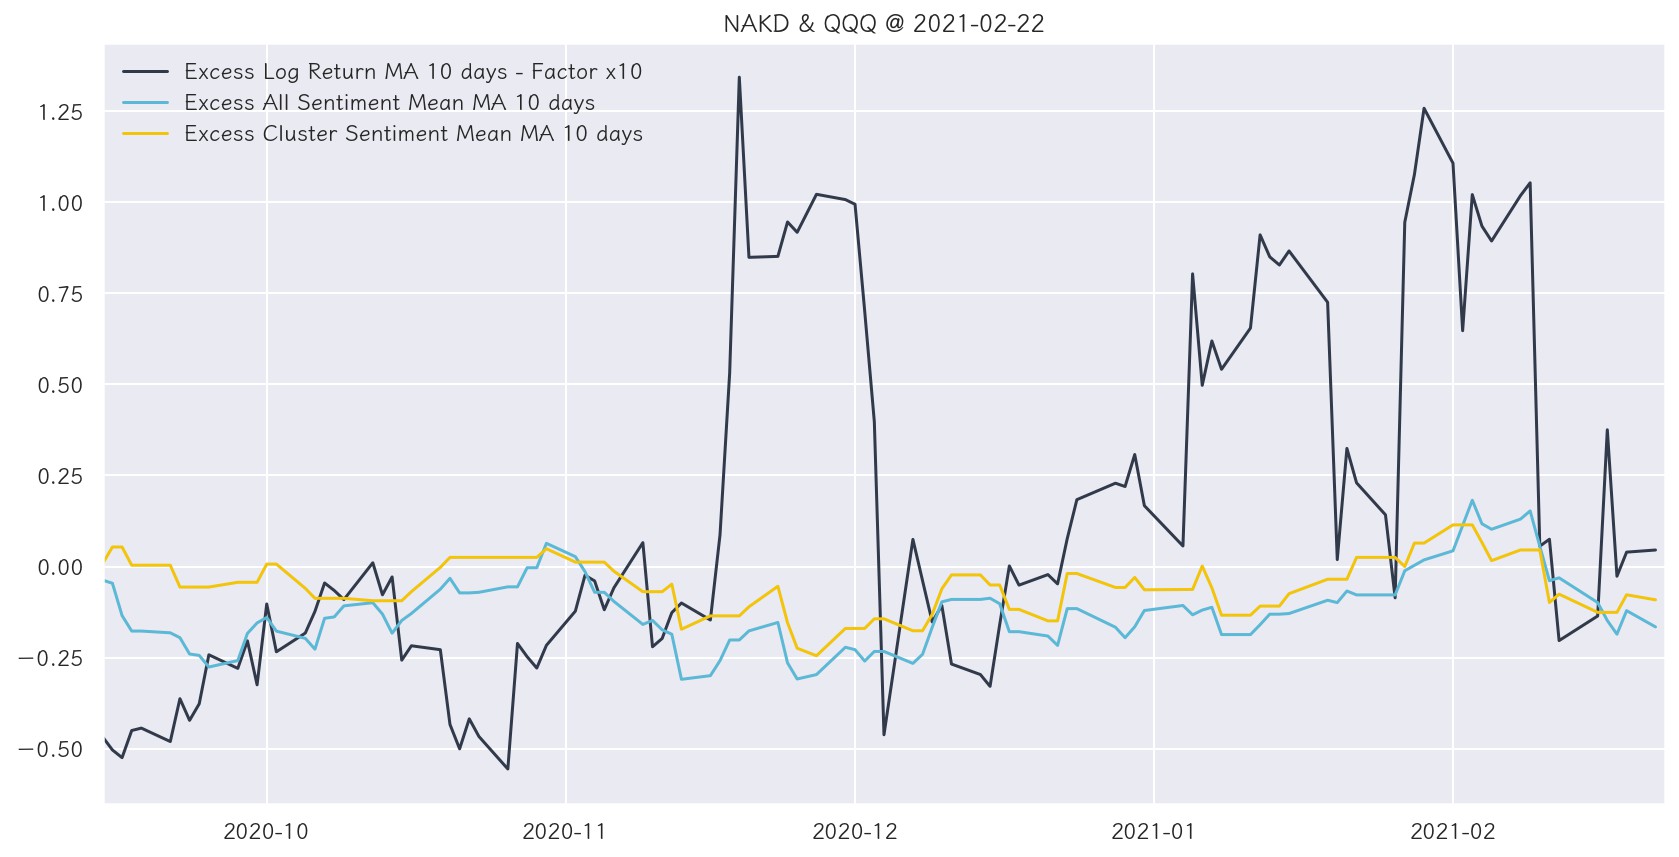 NAKD & QQQ @ 2021-02-22
Excess Log Return MA 10 days - Factor x10
Excess All Sentiment Mean MA 10 days
Excess Cluster Sentiment Mean MA 10 days
1.25
1.00
0.75
0.50
0.25
0.00
−0.25
−0.50
2020-10 2020-11 2020-12 2021-01 2021-02